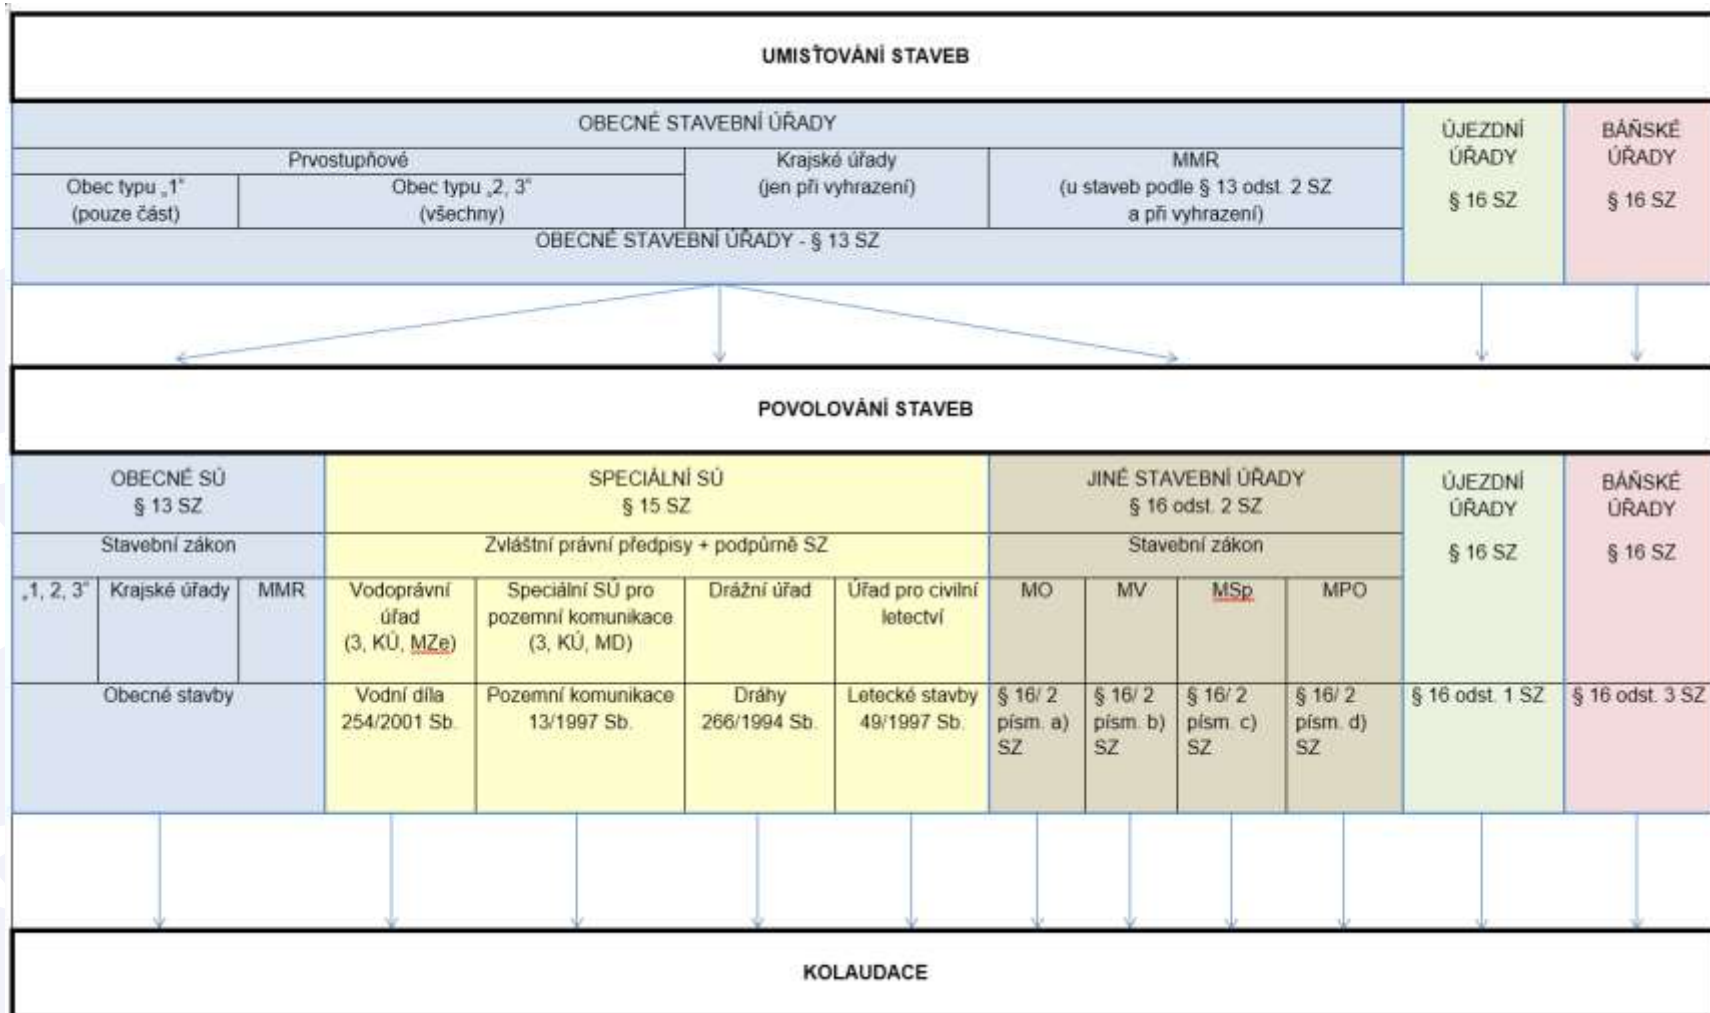 UMISŤOVÁNÍ STAVEB
OBECNÉ STAVEBNÍ ÚŘADY
Prvostupňové
Obec typu „1“
(pouze část)
Obec typu „2, 3“
(všechny)
Krajské úřady
(jen při vyhrazení)
MMR
(u staveb podle § 13 odst. 2 SZ
a při vyhrazení)
OBECNÉ STAVEBNÍ ÚŘADY - § 13 SZ
ÚJEZDNÍ
ÚŘADY
§ 16 SZ
BÁŇSKÉ
ÚŘADY
§ 16 SZ
POVOLOVÁNÍ STAVEB
OBECNÉ SÚ
§ 13 SZ
Stavební zákon
„1, 2, 3“
Krajské úřady
MMR
Obecné stavby
SPECIÁLNÍ SÚ
§ 15 SZ
Zvláštní právní předpisy + podpůrně SZ
Vodoprávní
úřad
(3, KÚ, MZe)
Speciální SÚ pro
pozemní komunikace
(3, KÚ, MD)
Drážní úřad
Úřad pro civilní
letectví
Vodní díla
254/2001 Sb.
Pozemní komunikace
13/1997 Sb.
Dráhy
266/1994 Sb.
Letecké stavby
49/1997 Sb.
JINÉ STAVEBNÍ ÚŘADY
§ 16 odst. 2 SZ
Stavební zákon
MO
MV
MSp
MPO
§ 16/ 2
písm. a)
SZ
§ 16/ 2
písm. b)
SZ
§ 16/ 2
písm. c)
SZ
§ 16/ 2
písm. d)
SZ
ÚJEZDNÍ
ÚŘADY
§ 16 SZ
§ 16 odst. 1 SZ
BÁŇSKÉ
ÚŘADY
§ 16 SZ
§ 16 odst. 3 SZ
KOLAUDACE